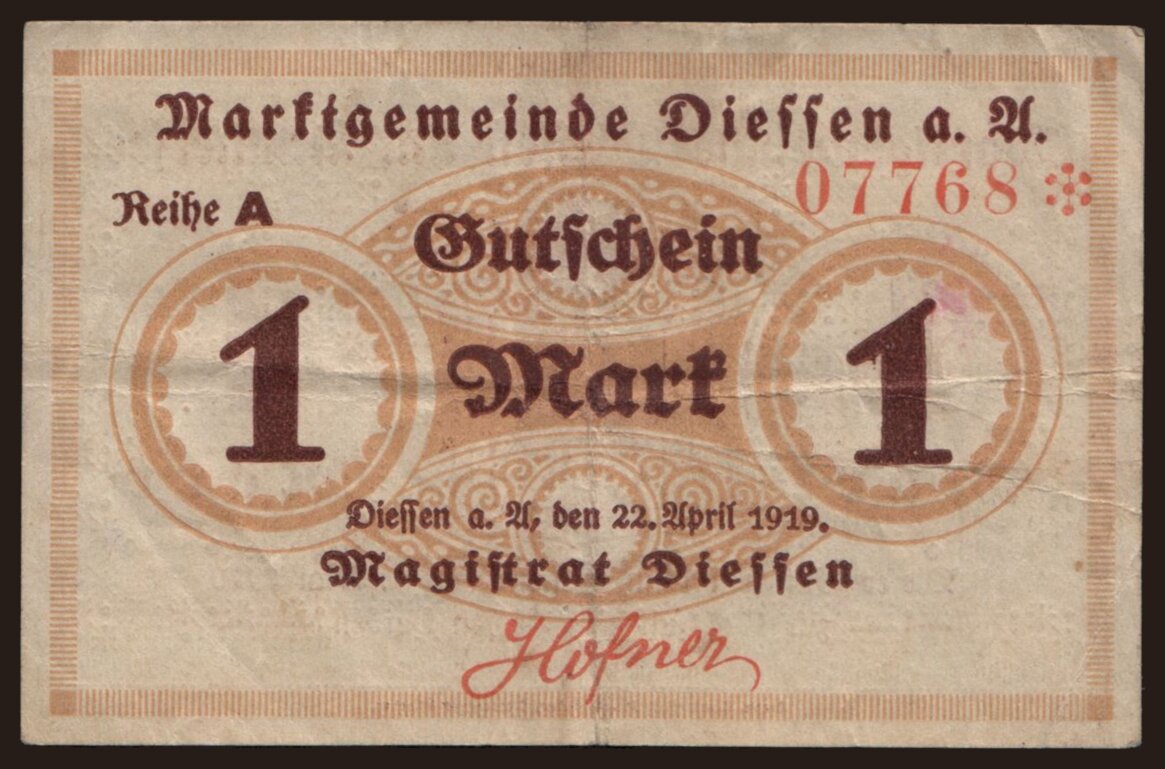 Marktgemeinde Diessen a. A.
07768
Reihe A
Gutschein
1 Mark 1
Diessen a. A, den 22. April 1919.
Magistrat Diessen
Hofner